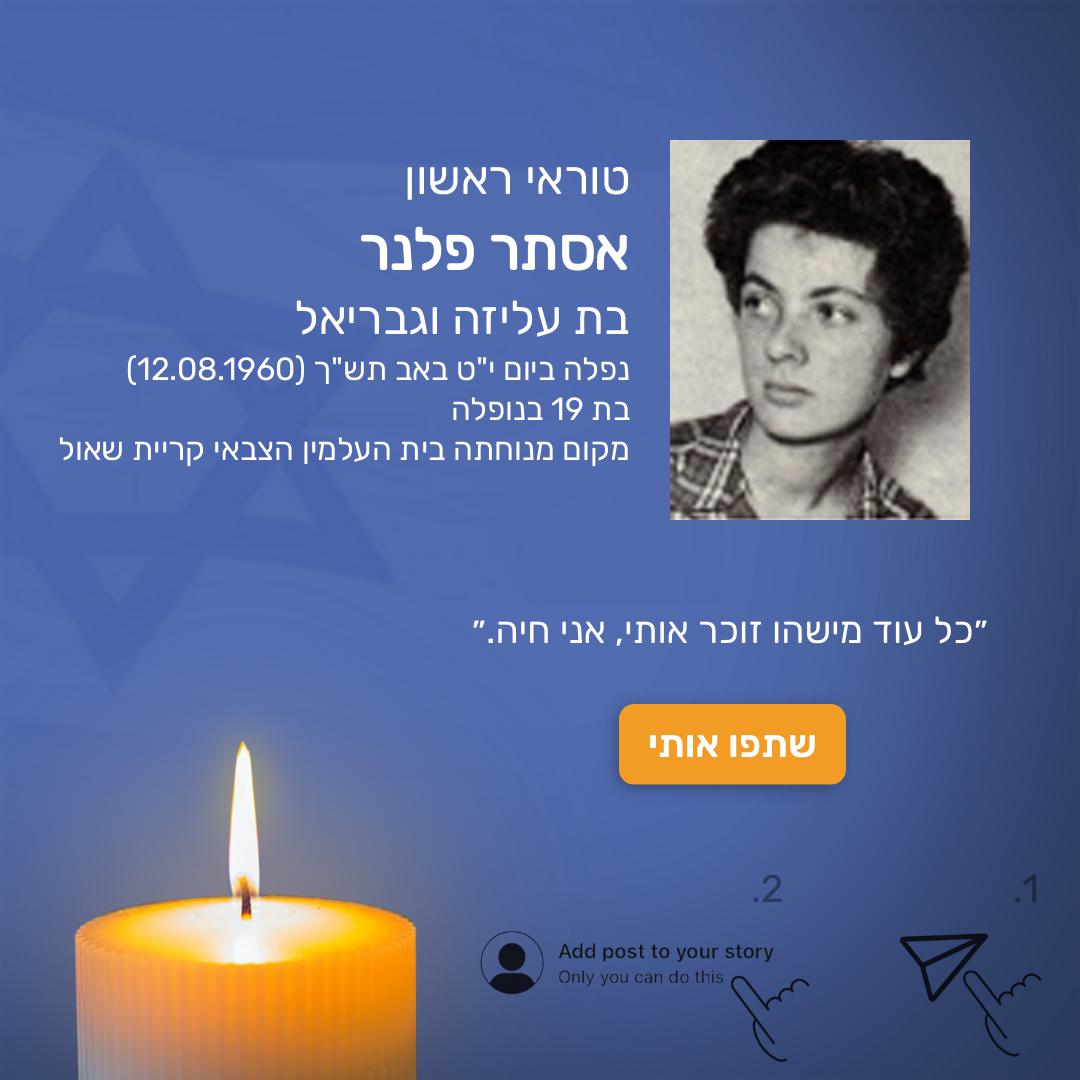 טוראי ראשון
אסתר פלנר
בת עליזה וגבריאל
נפלה ביום י"ט באב תש"ך (12.08.1960)
בת 19 בנופלה
מקום מנוחתה בית העלמין הצבאי קריית שאול
״כל עוד מישהו זוכר אותי, אני חיה.״
שתפו אותי
1.
2.
Add post to your story
Only you can do this